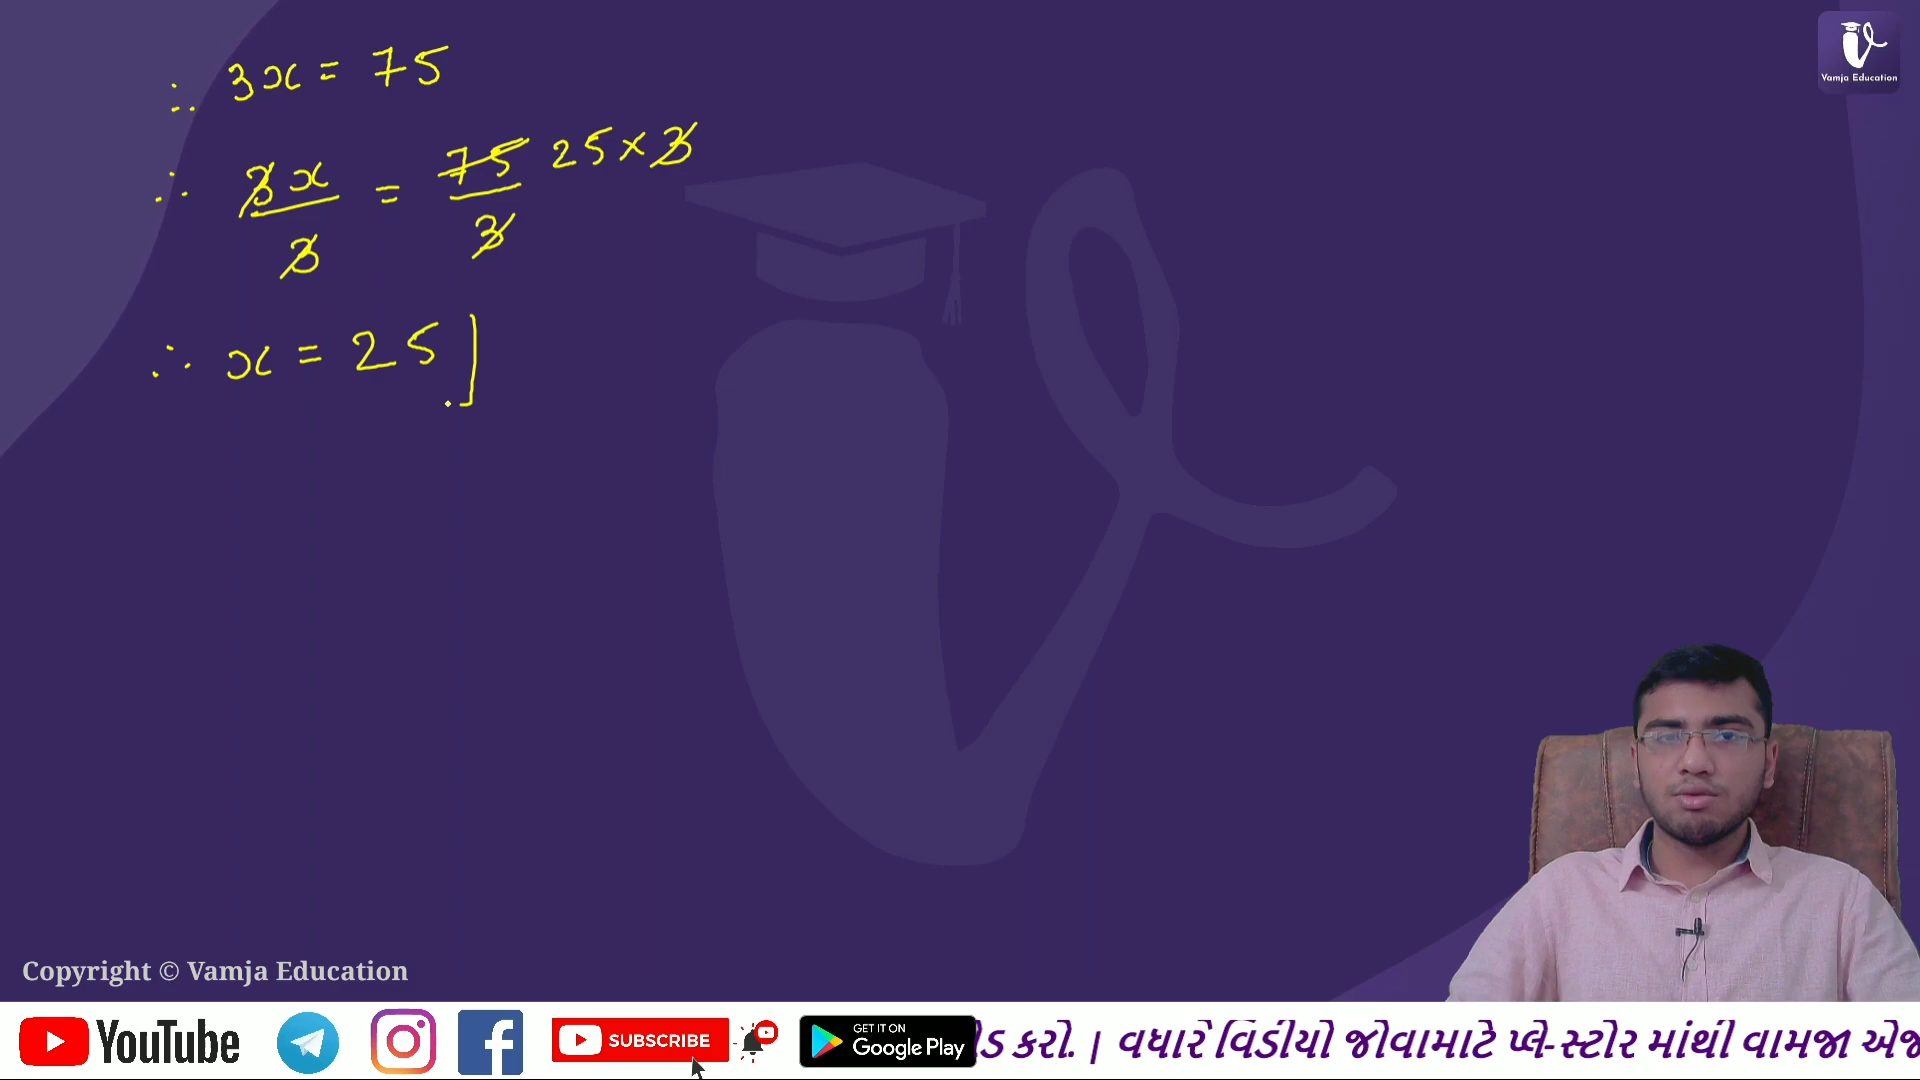 ∴ 3x = 75
∴ 3x/3 = 75/3 25 × 3
∴ x = 25
Vamja Education
Copyright © Vamja Education
YouTube
SUBSCRIBE
GET IT ON
Google Play
કરો. | વધારે વિડીયો જોવામાટે પ્લે-સ્ટોર માંથી વામજા